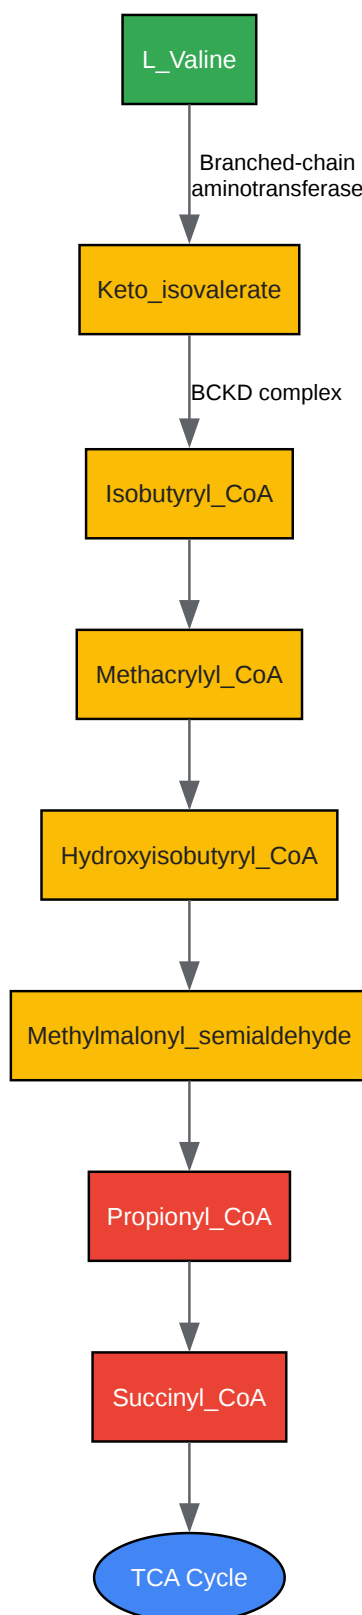 L_Valine
Branched-chain
aminotransferase
Keto_isovalerate
BCKD complex
Isobutyryl_CoA
Methacrylyl_CoA
Hydroxyisobutyryl_CoA
Methylmalonyl_semialdehyde
Propionyl_CoA
Succinyl_CoA
TCA Cycle